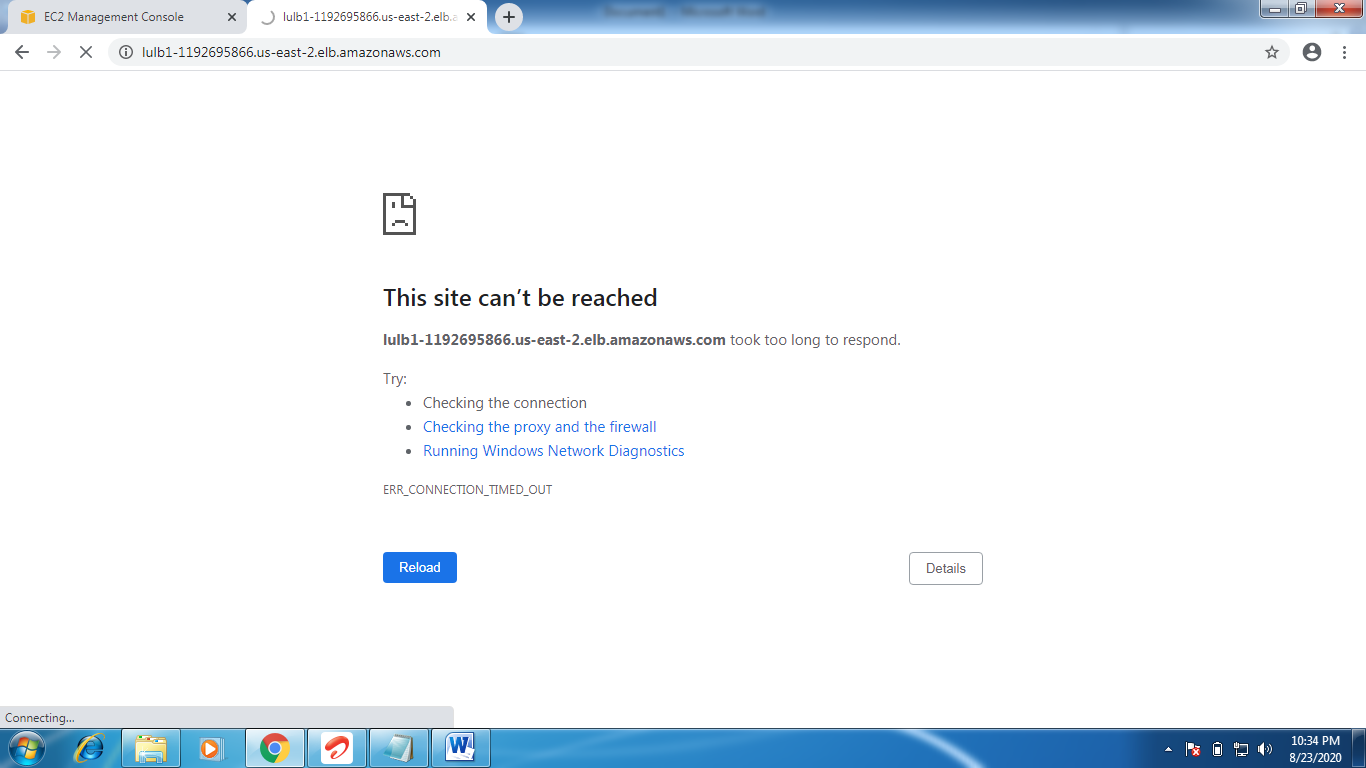 EC2 Management Console
lulb1-1192695866.us-east-2.elb.a
lulb1-1192695866.us-east-2.elb.amazonaws.com
This site can’t be reached
lulb1-1192695866.us-east-2.elb.amazonaws.com took too long to respond.
Try:
• Checking the connection
• Checking the proxy and the firewall
• Running Windows Network Diagnostics
ERR_CONNECTION_TIMED_OUT
Reload
Details
Connecting...
10:34 PM
8/23/2020